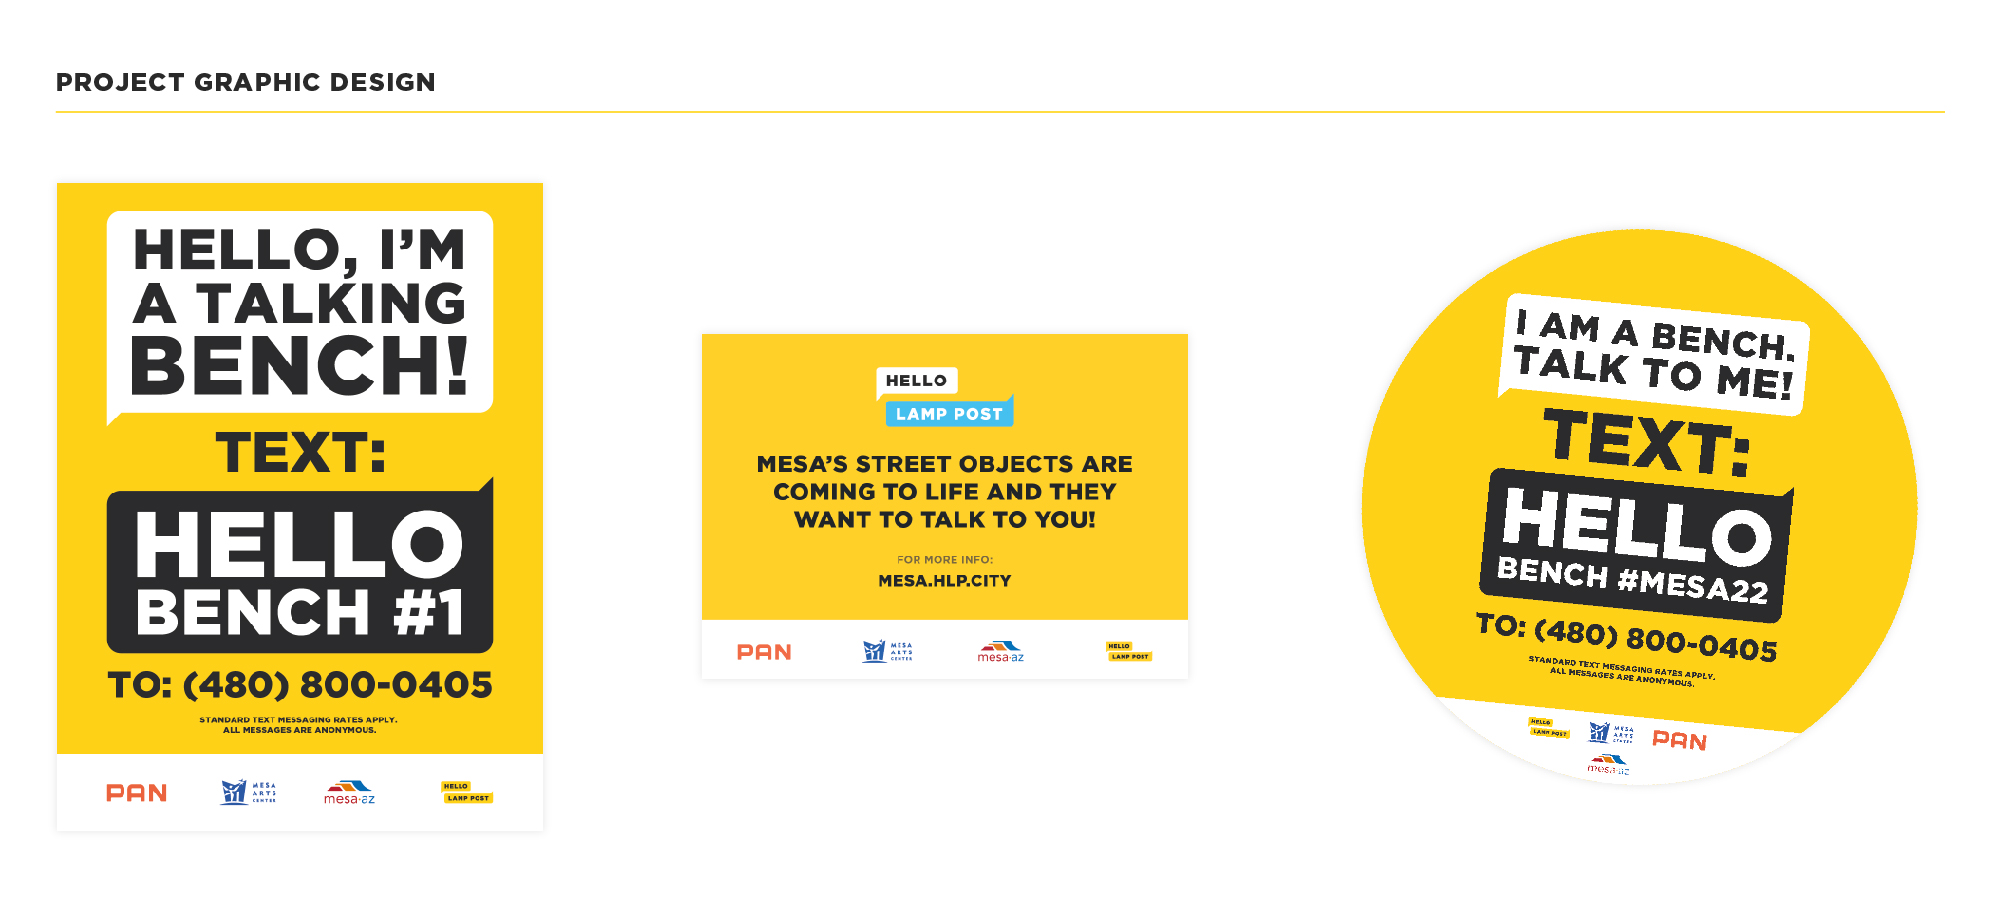 PROJECT GRAPHIC DESIGN
HELLO, I'M
A TALKING
BENCH!
TEXT:
HELLO
BENCH #1
TO: (480) 800-0405
STANDARD TEXT MESSAGING RATES APPLY.
ALL MESSAGES ARE ANONYMOUS.
PAN
MESA
ARTS
CENTER
mesa·az
HELLO
LAMP POST
HELLO
LAMP POST
MESA'S STREET OBJECTS ARE
COMING TO LIFE AND THEY
WANT TO TALK TO YOU!
FOR MORE INFO:
MESA.HLP.CITY
PAN
MESA
ARTS
CENTER
mesa·az
HELLO
LAMP POST
I AM A BENCH.
TALK TO ME!
TEXT:
HELLO
BENCH #MESA22
TO: (480) 800-0405
STANDARD TEXT MESSAGING RATES APPLY.
ALL MESSAGES ARE ANONYMOUS.
HELLO
LAMP POST
MESA
ARTS
CENTER
PAN
mesa·az